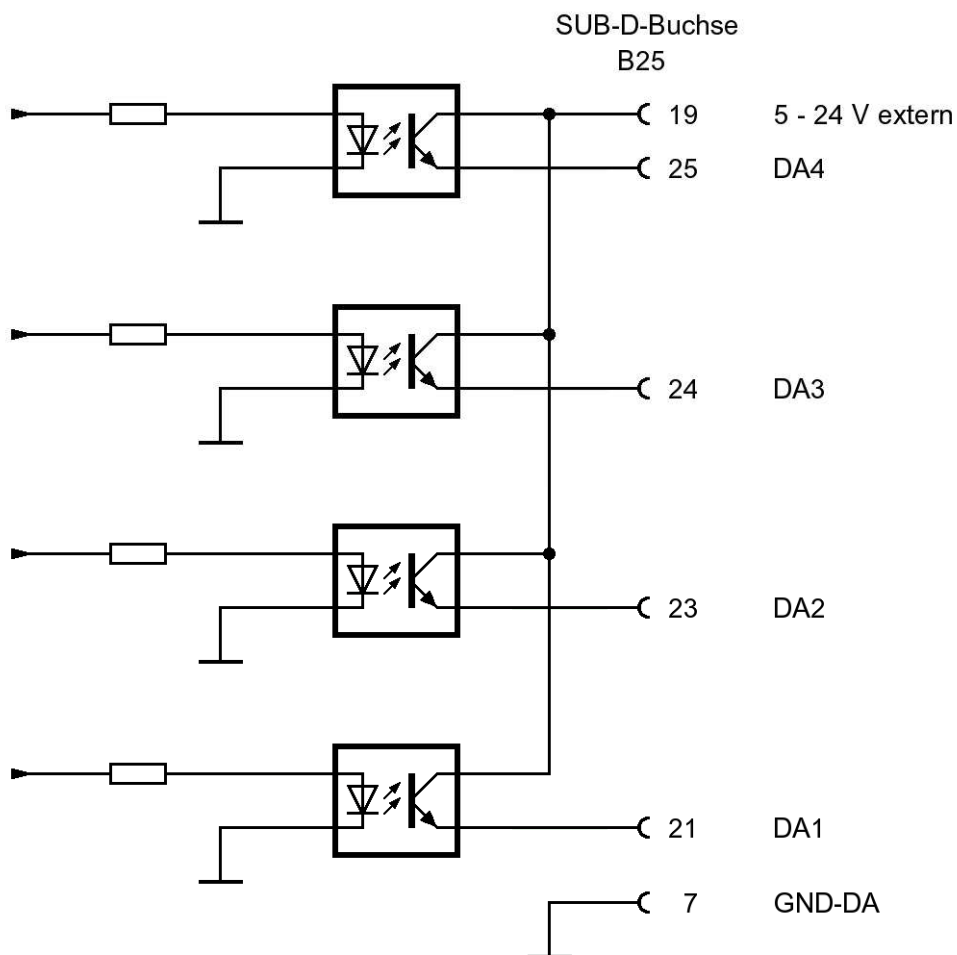 SUB-D-Buchse
B25
19 5 - 24 V extern
25 DA4
24 DA3
23 DA2
21 DA1
7 GND-DA